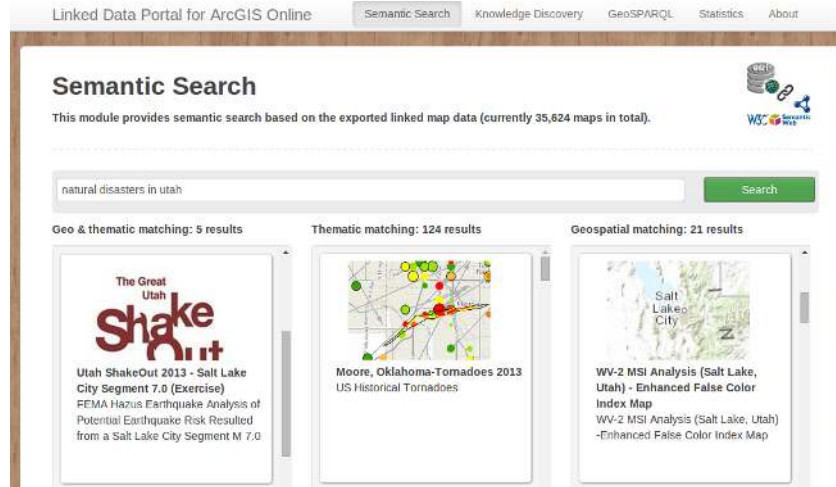 Linked Data Portal for ArcGIS Online
Semantic Search
Knowledge Discovery
GeoSPARQL
Statistics
About
Semantic Search
This module provides semantic search based on the exported linked map data (currently 35,624 maps in total).
W3C Semantic
Web
natural disasters in utah
Search
Geo & thematic matching: 5 results
Thematic matching: 124 results
Geospatial matching: 21 results
The Great
Utah
Shake
Out
Utah ShakeOut 2013 - Salt Lake
City Segment 7.0 (Exercise)
FEMA Hazus Earthquake Analysis of
Potential Earthquake Risk Resulted
from a Salt Lake City Segment M 7.0
Moore, Oklahoma-Tornadoes 2013
US Historical Tornadoes
Salt
Lake
City
WV-2 MSI Analysis (Salt Lake,
Utah) - Enhanced False Color
Index Map
WV-2 MSI Analysis (Salt Lake, Utah)
-Enhanced False Color Index Map